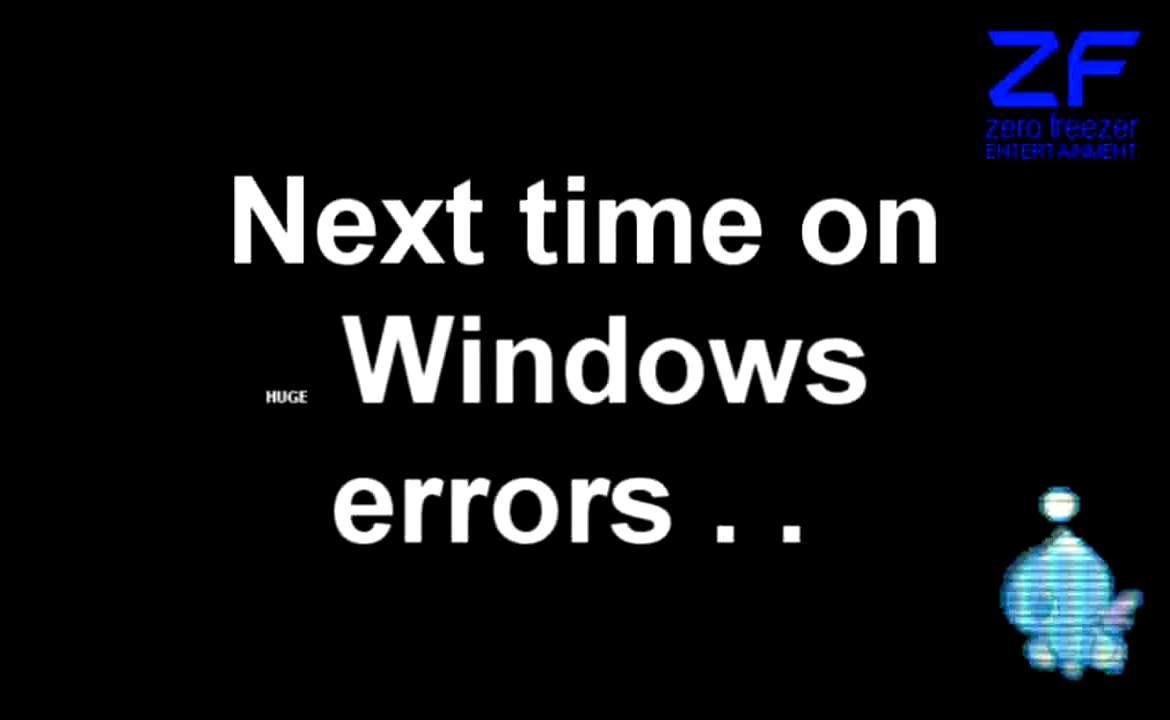 ZF
zero freezer
ENTERTAINMENT
Next time on
HUGE Windows
errors . .